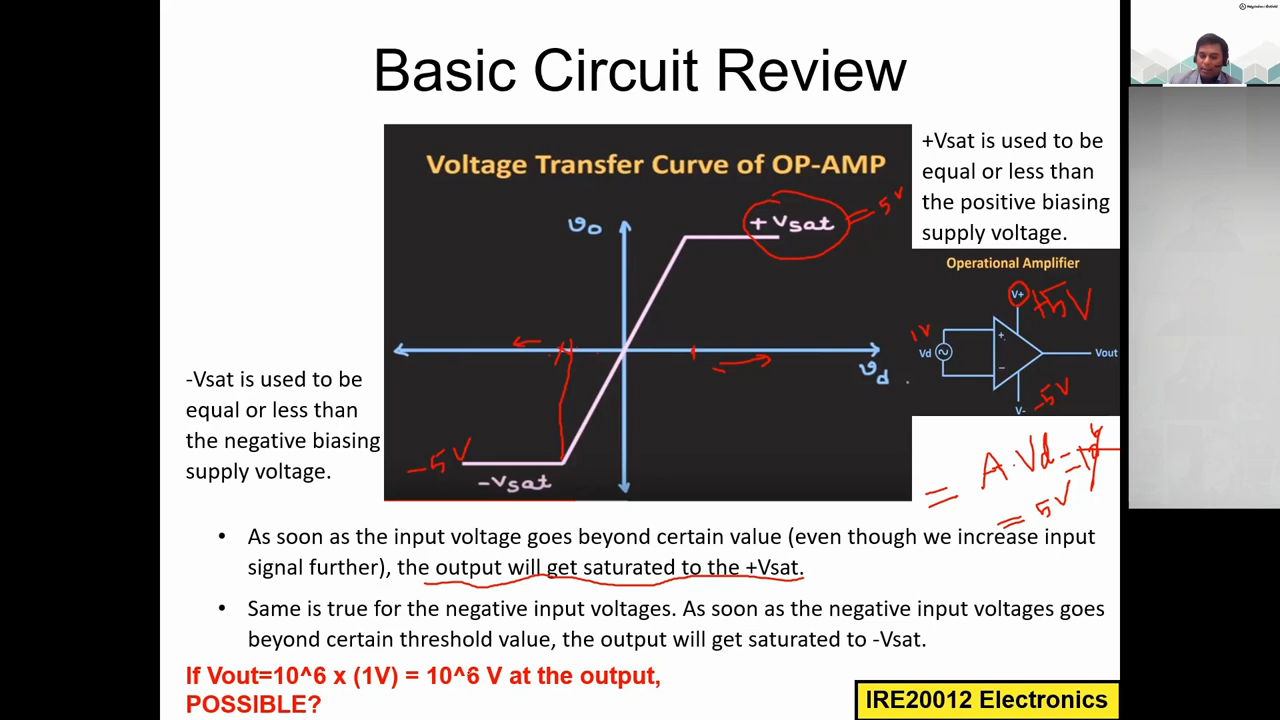 Basic Circuit Review
Voltage Transfer Curve of OP-AMP
vo
+Vsat
= 5V
vd
-5V
-Vsat
+Vsat is used to be
equal or less than
the positive biasing
supply voltage.
Operational Amplifier
V+
+5V
1V
Vd
+
-
Vout
V-
-5V
-Vsat is used to be
equal or less than
the negative biasing
supply voltage.
= A.Vd
= 5V
• As soon as the input voltage goes beyond certain value (even though we increase input
signal further), the output will get saturated to the +Vsat.
• Same is true for the negative input voltages. As soon as the negative input voltages goes
beyond certain threshold value, the output will get saturated to -Vsat.
If Vout=10^6 x (1V) = 10^6 V at the output,
POSSIBLE?
IRE20012 Electronics